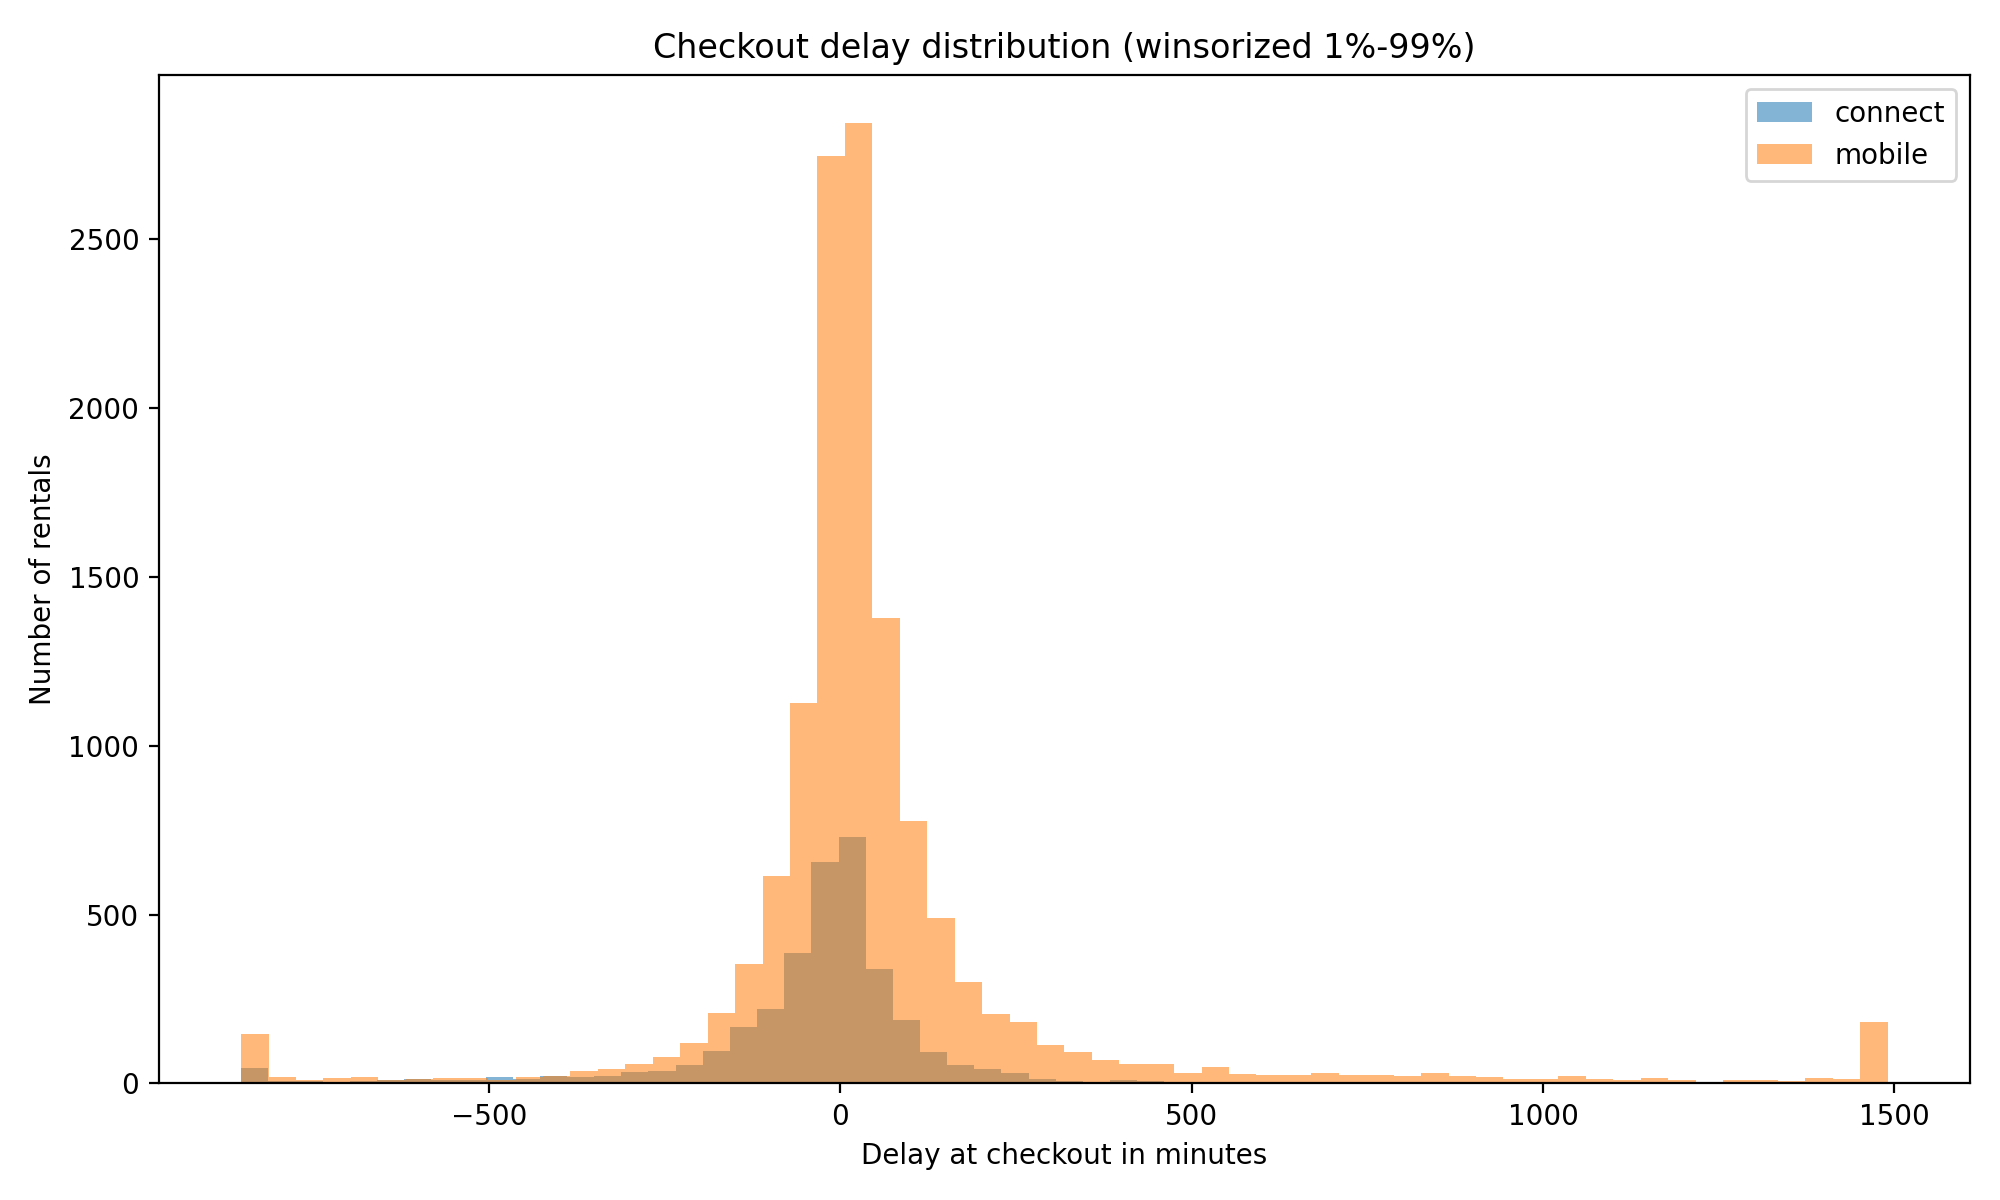 Checkout delay distribution (winsorized 1%-99%)
connect
mobile
Number of rentals
2500
2000
1500
1000
500
0
−500
0
500
1000
1500
Delay at checkout in minutes